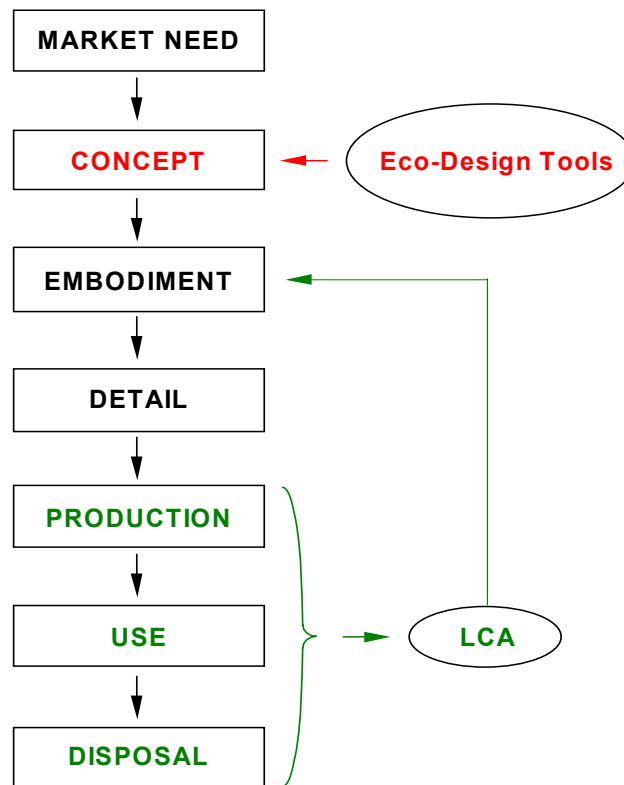 MARKET NEED
CONCEPT
Eco-Design Tools
EMBODIMENT
DETAIL
PRODUCTION
USE
LCA
DISPOSAL